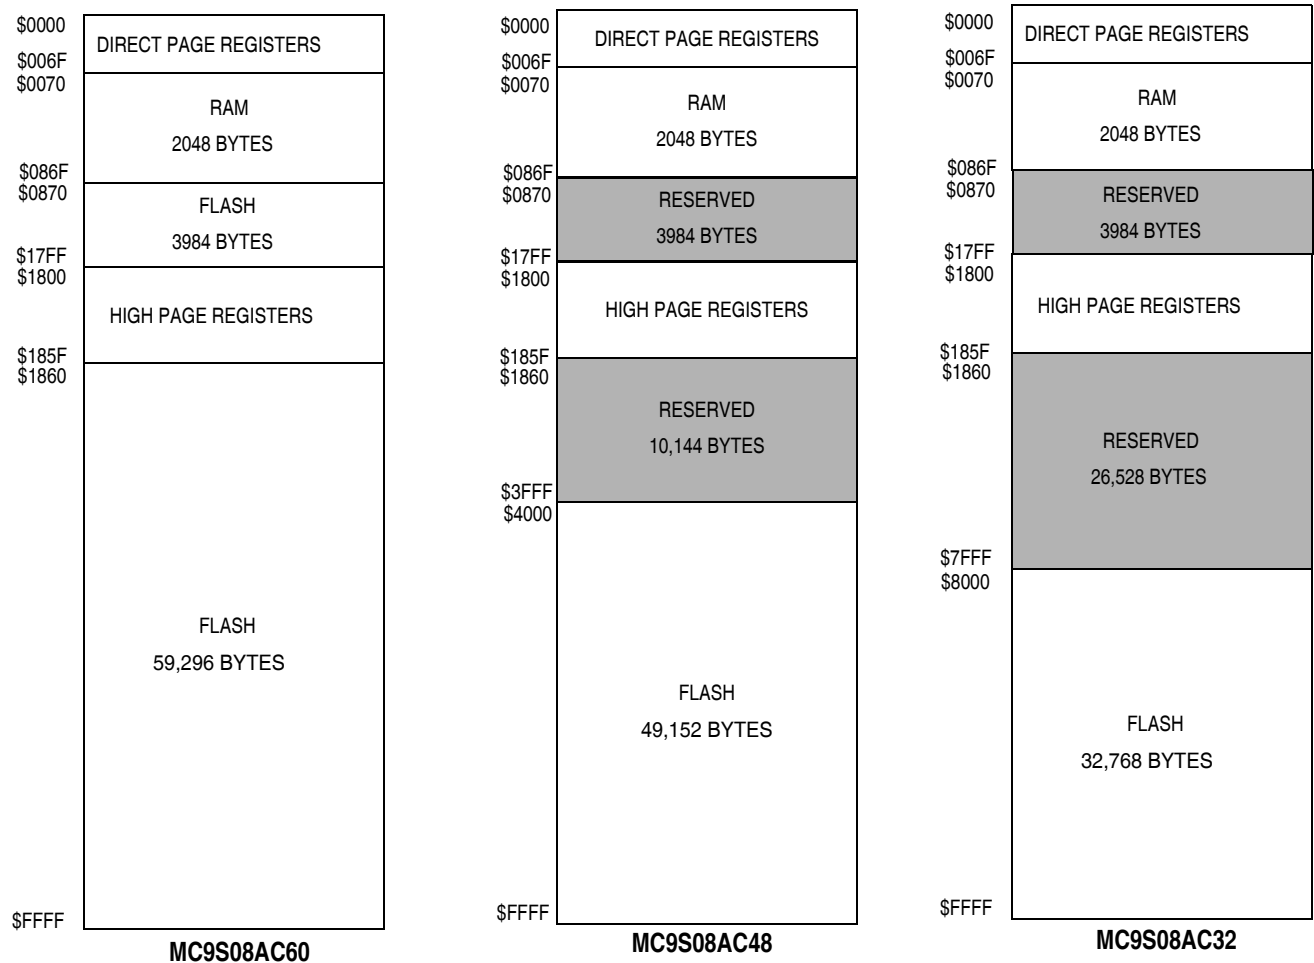 $0000
DIRECT PAGE REGISTERS
$006F
$0070
RAM
2048 BYTES
$086F
$0870
FLASH
3984 BYTES
$17FF
$1800
HIGH PAGE REGISTERS
$185F
$1860
FLASH
59,296 BYTES
$FFFF
MC9S08AC60
$0000
DIRECT PAGE REGISTERS
$006F
$0070
RAM
2048 BYTES
$086F
$0870
RESERVED
3984 BYTES
$17FF
$1800
HIGH PAGE REGISTERS
$185F
$1860
RESERVED
10,144 BYTES
$3FFF
$4000
FLASH
49,152 BYTES
$FFFF
MC9S08AC48
$0000
DIRECT PAGE REGISTERS
$006F
$0070
RAM
2048 BYTES
$086F
$0870
RESERVED
3984 BYTES
$17FF
$1800
HIGH PAGE REGISTERS
$185F
$1860
RESERVED
26,528 BYTES
$7FFF
$8000
FLASH
32,768 BYTES
$FFFF
MC9S08AC32